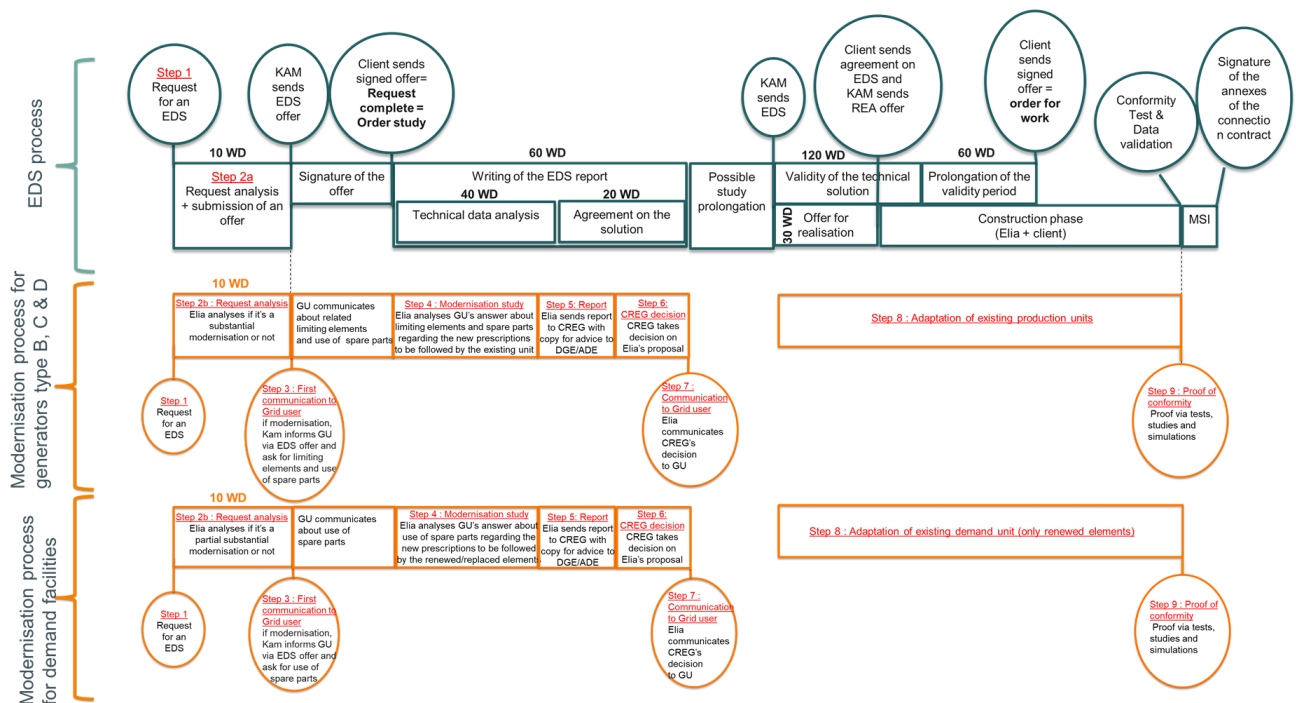 EDS process
Step 1
Request
for an
EDS
KAM
sends
EDS
offer
Client sends
signed offer=
Request
complete =
Order study
KAM
sends
EDS
Client sends
agreement on
EDS and
KAM sends
REA offer
Client
sends
signed
offer =
order for
work
Conformity
Test &
Data
validation
Signature
of the
annexes
of the
connectio
n contract
10 WD
60 WD
120 WD
60 WD
Step 2a
Request analysis
+ submission of an
offer
Signature of the
offer
Writing of the EDS report
40 WD
Technical data analysis
20 WD
Agreement on the
solution
Possible
study
prolongation
Validity of the technical
solution
Prolongation of the
validity period
30 WD
Offer for
realisation
Construction phase
(Elia + client)
MSI
Modernisation process for
generators type B, C & D
10 WD
Step 2b : Request analysis
Elia analyses if it's a
substantial
modernisation or not
GU communicates
about related
limiting elements
and use of spare parts
Step 4 : Modernisation study
Elia analyses GU's answer about
limiting elements and spare parts
regarding the new prescriptions
to be followed by the existing unit
Step 5: Report
Elia sends report
to CREG with
copy for advice to
DGE/ADE
Step 6:
CREG decision
CREG takes
decision on
Elia's proposal
Step 8 : Adaptation of existing production units
Step 1
Request
for an
EDS
Step 3 : First
communication to
Grid user
if modernisation,
Kam informs GU
via EDS offer and
ask for limiting
elements and use
of spare parts
Step 7 :
Communication
to Grid user
Elia
communicates
CREG's
decision
to GU
Step 9 : Proof of
conformity
Proof via tests,
studies and
simulations
Modernisation process
for demand facilities
10 WD
Step 2b : Request analysis
Elia analyses if it's a
partial substantial
modernisation or not
GU communicates
about use of
spare parts
Step 4 : Modernisation study
Elia analyses GU's answer about
use of spare parts regarding the
new prescriptions to be followed
by the renewed/replaced elements
Step 5: Report
Elia sends report
to CREG with
copy for advice to
DGE/ADE
Step 6:
CREG decision
CREG takes
decision on
Elia's proposal
Step 8 : Adaptation of existing demand unit (only renewed elements)
Step 1
Request
for an
EDS
Step 3 : First
communication to
Grid user
if modernisation,
Kam informs GU
via EDS offer and
ask for use of
spare parts
Step 7 :
Communication
to Grid user
Elia
communicates
CREG's
decision
to GU
Step 9 : Proof of
conformity
Proof via tests,
studies and
simulations